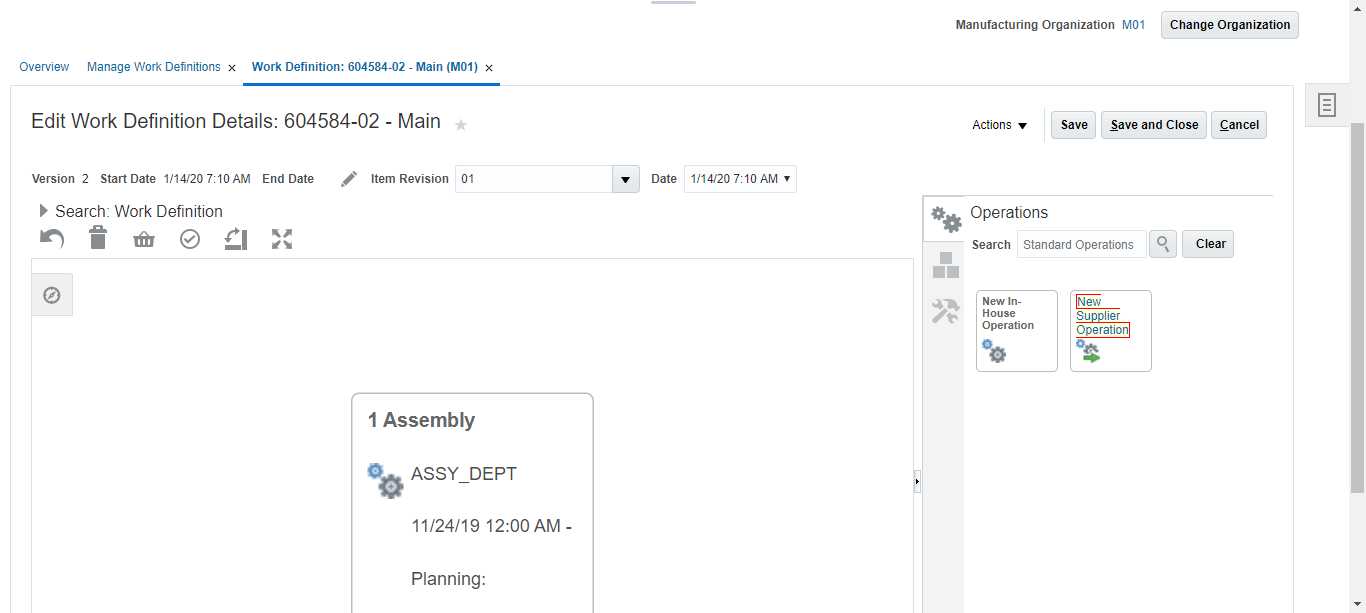 Manufacturing Organization M01 Change Organization
Overview Manage Work Definitions × Work Definition: 604584-02 - Main (M01) ×
Edit Work Definition Details: 604584-02 - Main
Actions Save Save and Close Cancel
Version 2 Start Date 1/14/20 7:10 AM End Date Item Revision 01 Date 1/14/20 7:10 AM
Search: Work Definition
Operations
Search Standard Operations Clear
New In-
House
Operation
New
Supplier
Operation
1 Assembly
ASSY_DEPT
11/24/19 12:00 AM -
Planning: